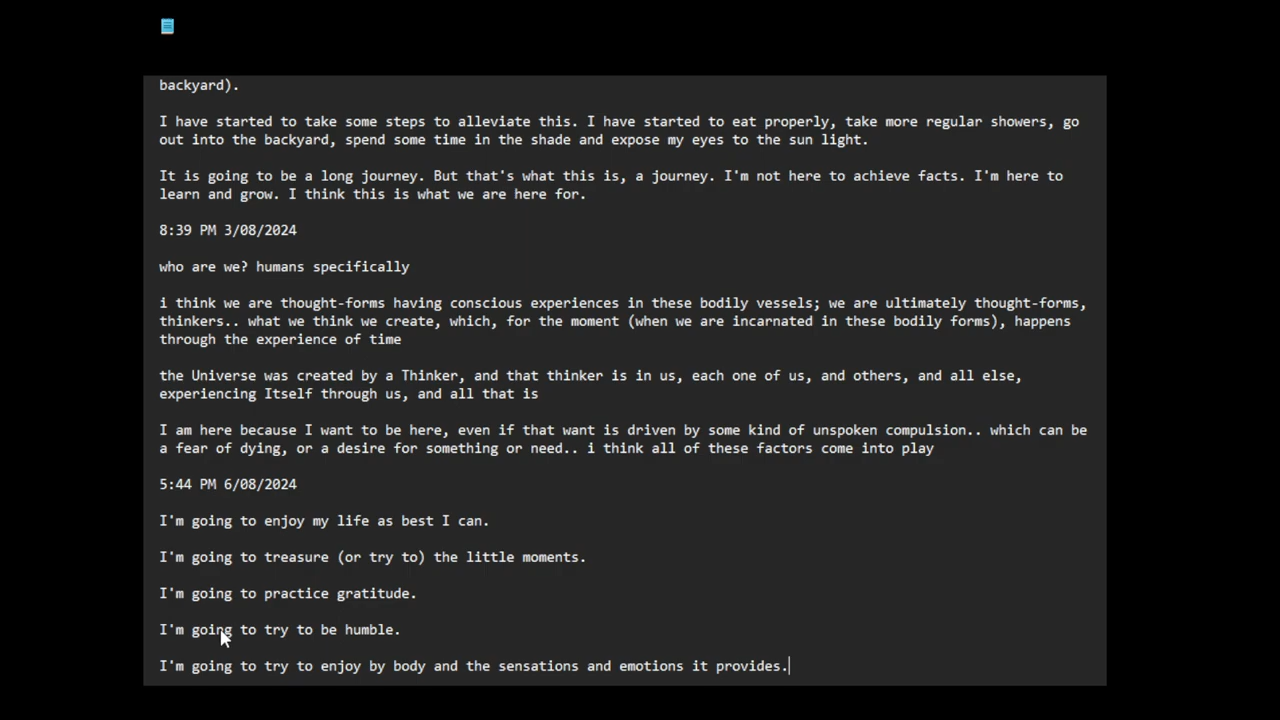 backyard).
I have started to take some steps to alleviate this. I have started to eat properly, take more regular showers, go
out into the backyard, spend some time in the shade and expose my eyes to the sun light.
It is going to be a long journey. But that's what this is, a journey. I'm not here to achieve facts. I'm here to
learn and grow. I think this is what we are here for.
8:39 PM 3/08/2024
who are we? humans specifically
i think we are thought-forms having conscious experiences in these bodily vessels; we are ultimately thought-forms,
thinkers.. what we think we create, which, for the moment (when we are incarnated in these bodily forms), happens
through the experience of time
the Universe was created by a Thinker, and that thinker is in us, each one of us, and others, and all else,
experiencing Itself through us, and all that is
I am here because I want to be here, even if that want is driven by some kind of unspoken compulsion.. which can be
a fear of dying, or a desire for something or need.. i think all of these factors come into play
5:44 PM 6/08/2024
I'm going to enjoy my life as best I can.
I'm going to treasure (or try to) the little moments.
I'm going to practice gratitude.
I'm going to try to be humble.
I'm going to try to enjoy by body and the sensations and emotions it provides.